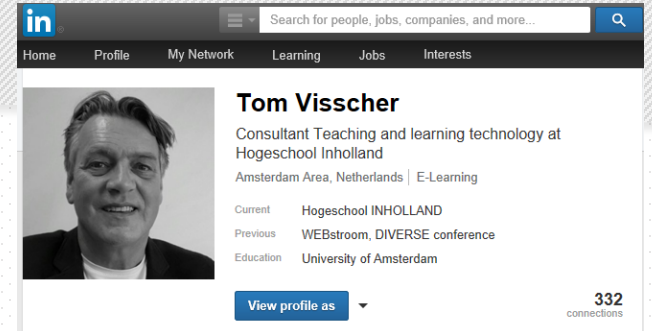 in
Search for people, jobs, companies, and more...
Home Profile My Network Learning Jobs Interests
Tom Visscher
Consultant Teaching and learning technology at
Hogeschool Inholland
Amsterdam Area, Netherlands E-Learning
Current Hogeschool INHOLLAND
Previous WEBstroom, DIVERSE conference
Education University of Amsterdam
View profile as
332
connections